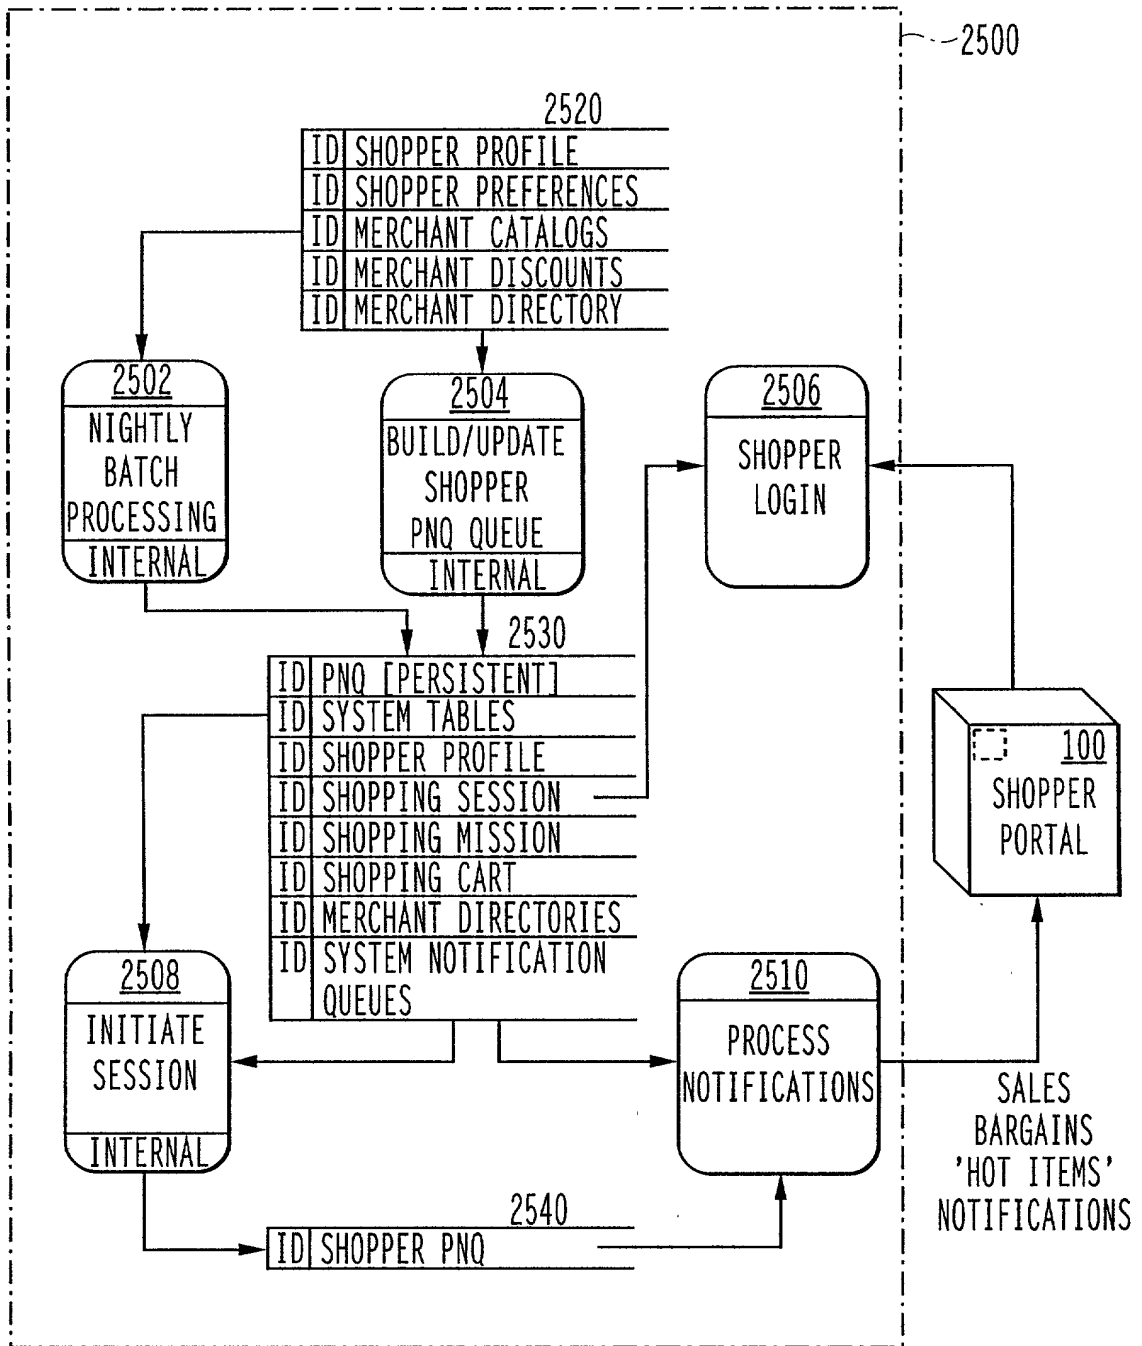 2500
2520
ID SHOPPER PROFILE
ID SHOPPER PREFERENCES
ID MERCHANT CATALOGS
ID MERCHANT DISCOUNTS
ID MERCHANT DIRECTORY
2502
NIGHTLY
BATCH
PROCESSING
INTERNAL
2504
BUILD/UPDATE
SHOPPER
PNQ QUEUE
INTERNAL
2506
SHOPPER
LOGIN
2530
ID PNQ [PERSISTENT]
ID SYSTEM TABLES
ID SHOPPER PROFILE
ID SHOPPING SESSION
ID SHOPPING MISSION
ID SHOPPING CART
ID MERCHANT DIRECTORIES
ID SYSTEM NOTIFICATION
QUEUES
100
SHOPPER
PORTAL
2508
INITIATE
SESSION
INTERNAL
2510
PROCESS
NOTIFICATIONS
SALES
BARGAINS
'HOT ITEMS'
NOTIFICATIONS
2540
ID SHOPPER PNQ